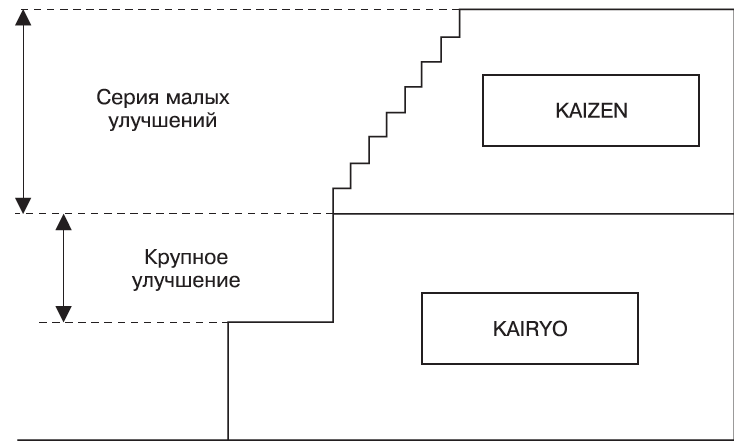 Серия малых
улучшений
KAIZEN
Крупное
улучшение
KAIRYO